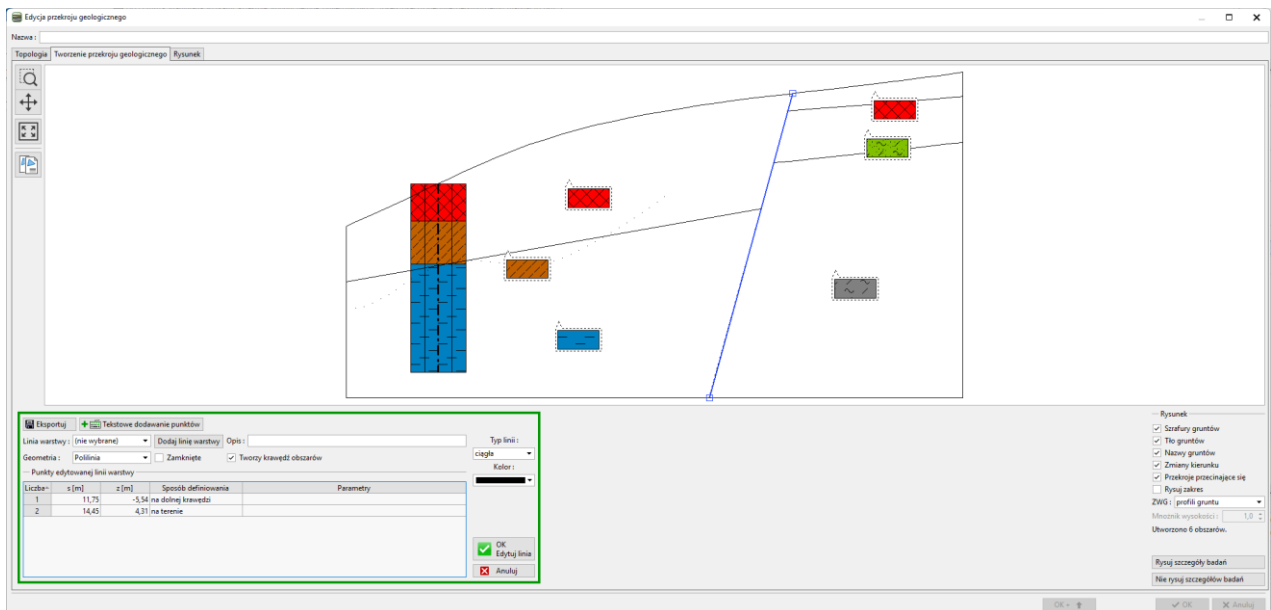 Edycja przekroju geologicznego
Nazwa :
Topologia Tworzenie przekroju geologicznego Rysunek
Eksportuj Tekstowe dodawanie punktów
Linia warstwy : (nie wybrane) Dodaj linię warstwy Opis :
Geometria : Polilinia Zamknięte Tworzy krawędź obszarów
Punkty edytowanej linii warstwy
Liczba s [m] z [m] Sposób definiowania Parametry
1 11,75 -5,54 na dolnej krawędzi
2 14,45 4,31 na terenie
Typ linii :
ciągła
Kolor :
OK
Edytuj linia
Anuluj
Rysunek
Szrafury gruntów
Tło gruntów
Nazwy gruntów
Zmiany kierunku
Przekroje przecinające się
Rysuj zakres
ZWG : profili gruntu
Mnożnik wysokości : 1,0
Utworzono 6 obszarów.
Rysuj szczegóły badań
Nie rysuj szczegółów badań
OK + OK Anuluj